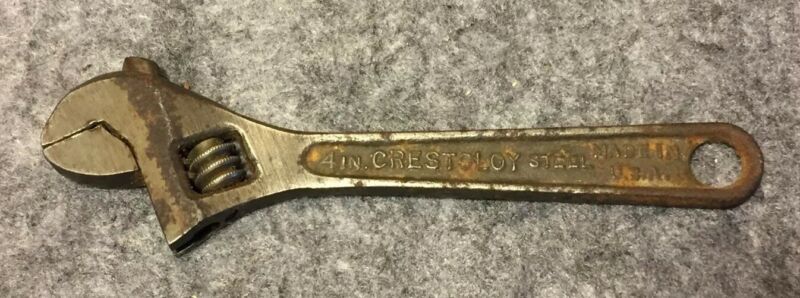 4 IN. CRESTOLOY STEEL
MADE IN
U.S.A.